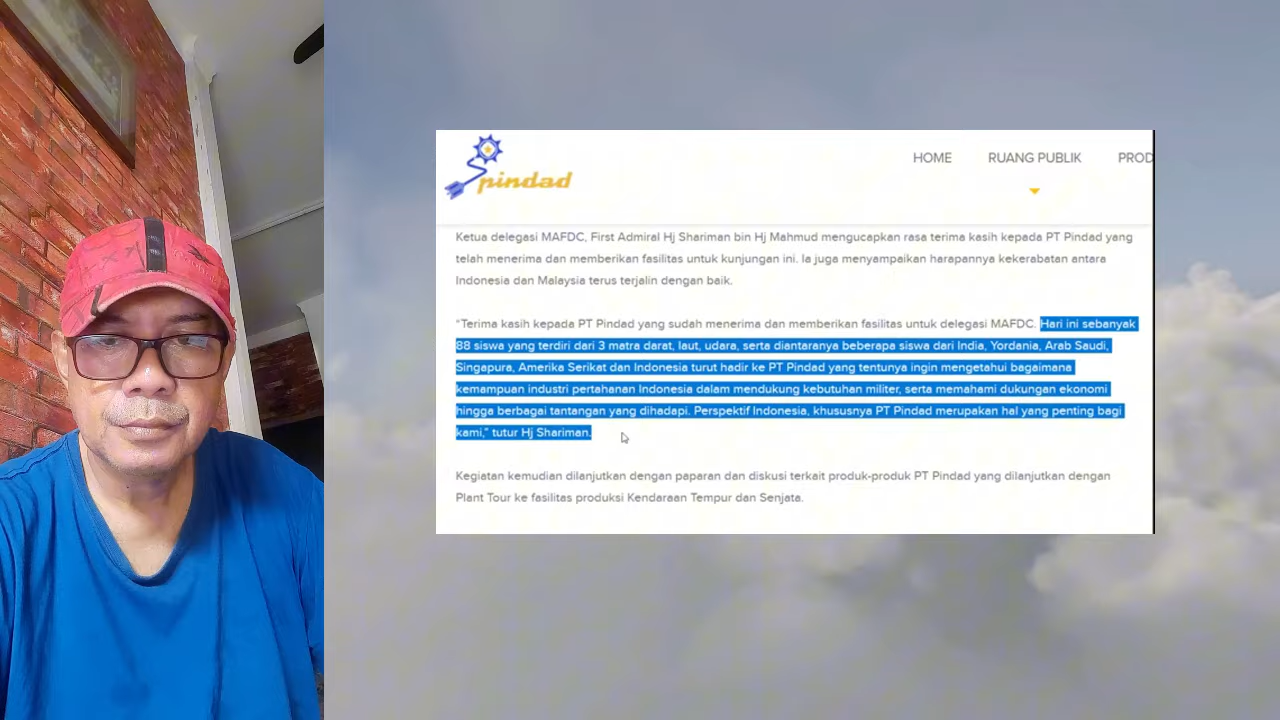 pindad
HOME RUANG PUBLIK PROD
Ketua delegasi MAFDC, First Admiral Hj Shariman bin Hj Mahmud mengucapkan rasa terima kasih kepada PT Pindad yang
telah menerima dan memberikan fasilitas untuk kunjungan ini. Ia juga menyampaikan harapannya kekerabatan antara
Indonesia dan Malaysia terus terjalin dengan baik.
“Terima kasih kepada PT Pindad yang sudah menerima dan memberikan fasilitas untuk delegasi MAFDC. Hari ini sebanyak
88 siswa yang terdiri dari 3 matra darat, laut, udara, serta diantaranya beberapa siswa dari India, Yordania, Arab Saudi,
Singapura, Amerika Serikat dan Indonesia turut hadir ke PT Pindad yang tentunya ingin mengetahui bagaimana
kemampuan industri pertahanan Indonesia dalam mendukung kebutuhan militer, serta memahami dukungan ekonomi
hingga berbagai tantangan yang dihadapi. Perspektif Indonesia, khususnya PT Pindad merupakan hal yang penting bagi
kami,” tutur Hj Shariman.
Kegiatan kemudian dilanjutkan dengan paparan dan diskusi terkait produk-produk PT Pindad yang dilanjutkan dengan
Plant Tour ke fasilitas produksi Kendaraan Tempur dan Senjata.